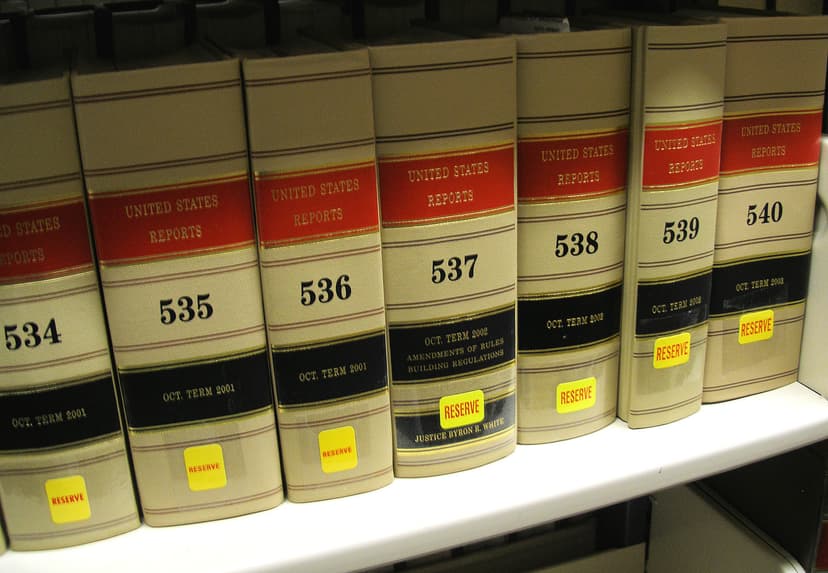 D STATES
REPORTS
534
OCT. TERM 2001
RESERVE
UNITED STATES
REPORTS
535
OCT. TERM 2001
RESERVE
UNITED STATES
REPORTS
536
OCT. TERM 2001
RESERVE
UNITED STATES
REPORTS
537
OCT. TERM 2002
AMENDMENTS OF RULES
BUILDING REGULATIONS
RESERVE
JUSTICE BYRON R. WHITE
UNITED STATES
REPORTS
538
OCT. TERM 2002
RESERVE
UNITED STATES
REPORTS
539
OCT. TERM 2002
RESERVE
UNITED STATES
REPORTS
540
OCT. TERM 2003
RESERVE